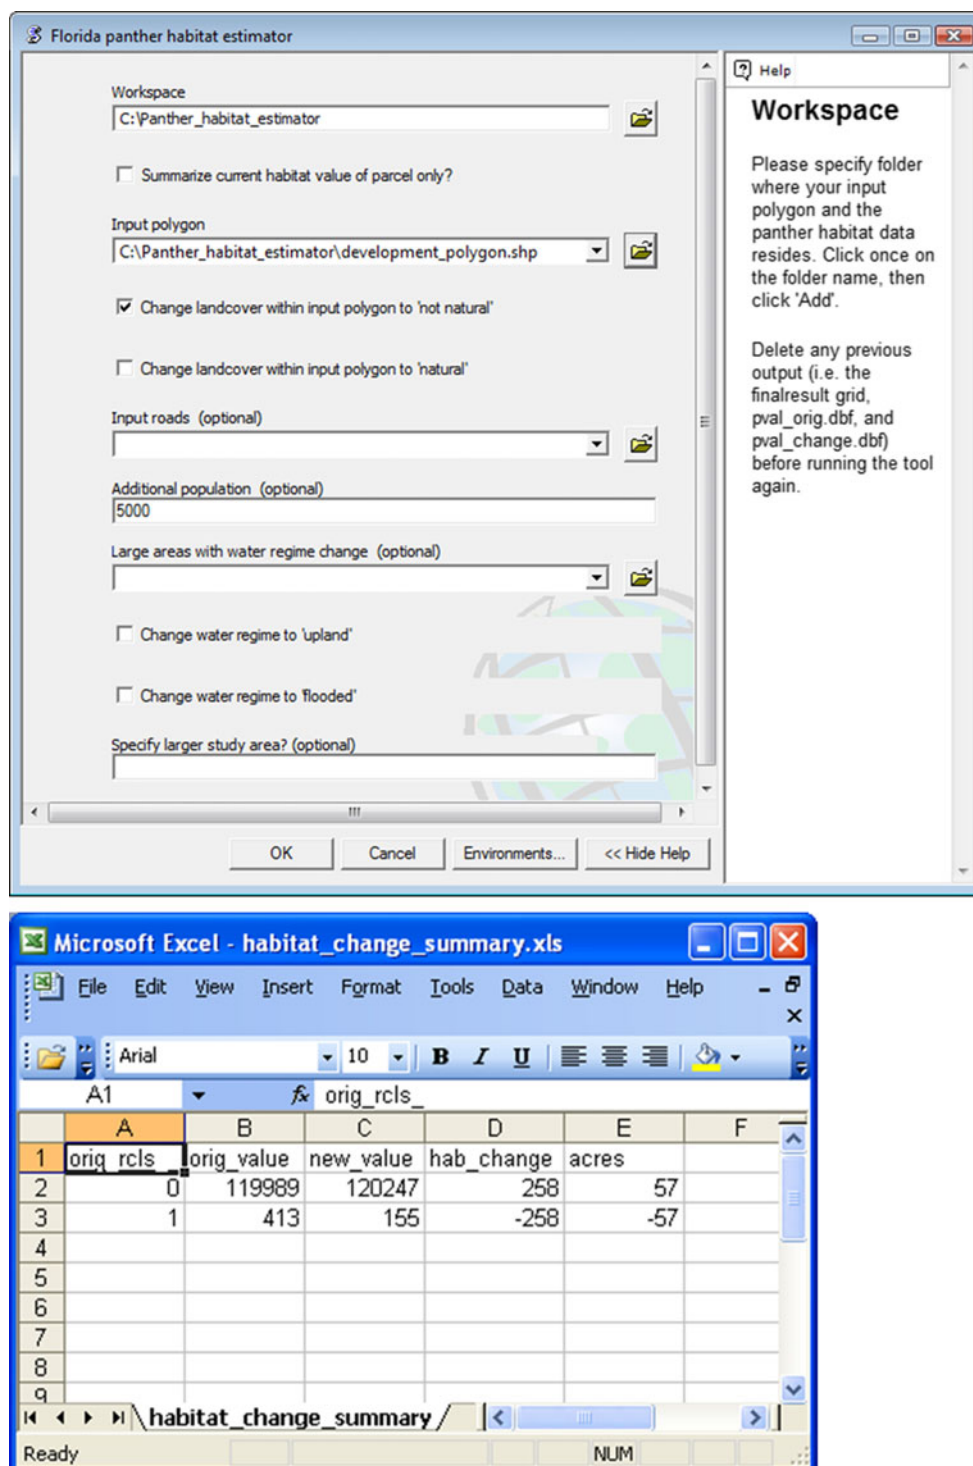 Florida panther habitat estimator
Workspace
C:\Panther_habitat_estimator
Summarize current habitat value of parcel only?
Input polygon
C:\Panther_habitat_estimator\development_polygon.shp
Change landcover within input polygon to 'not natural'
Change landcover within input polygon to 'natural'
Input roads (optional)
Additional population (optional)
5000
Large areas with water regime change (optional)
Change water regime to 'upland'
Change water regime to 'flooded'
Specify larger study area? (optional)
OK Cancel Environments... << Hide Help
Help
Workspace
Please specify folder
where your input
polygon and the
panther habitat data
resides. Click once on
the folder name, then
click 'Add'.
Delete any previous
output (i.e. the
finalresult grid,
pval_orig.dbf, and
pval_change.dbf)
before running the tool
again.
Microsoft Excel - habitat_change_summary.xls
File Edit View Insert Format Tools Data Window Help
Arial 10 B I U
A1 fx orig_rcls_
A B C D E F
1 orig_rcls_ orig_value new_value hab_change acres
2 0 119989 120247 258 57
3 1 413 155 -258 -57
4
5
6
7
8
9
habitat_change_summary
Ready NUM